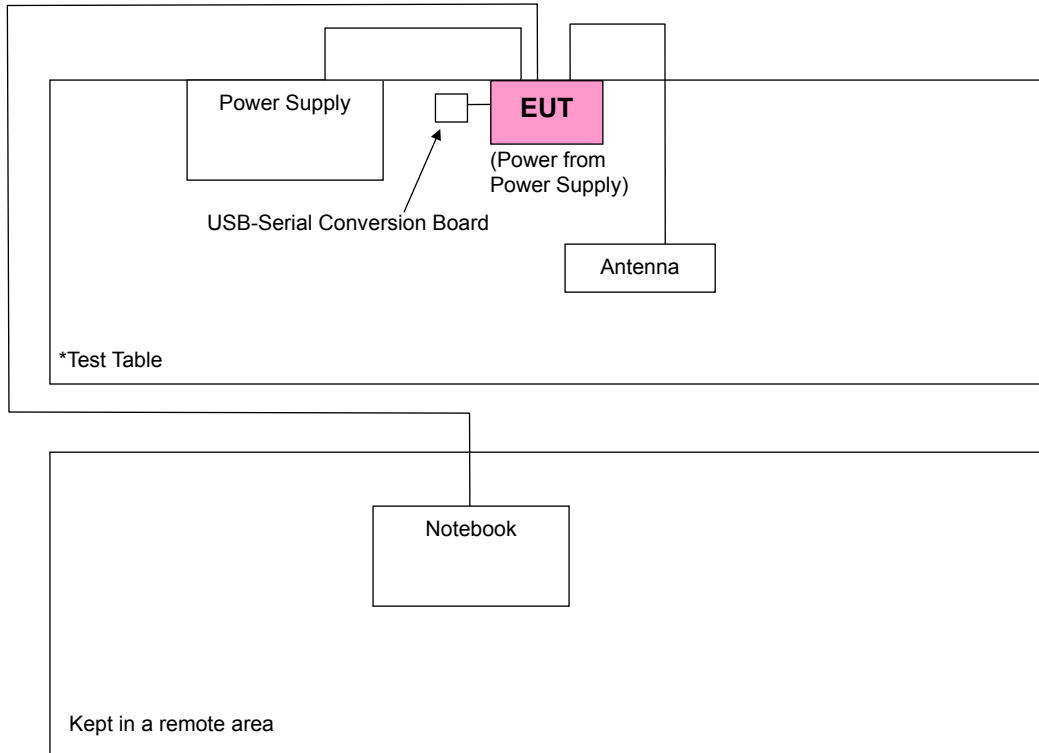 Power Supply
EUT
(Power from
Power Supply)
USB-Serial Conversion Board
Antenna
*Test Table
Notebook
Kept in a remote area